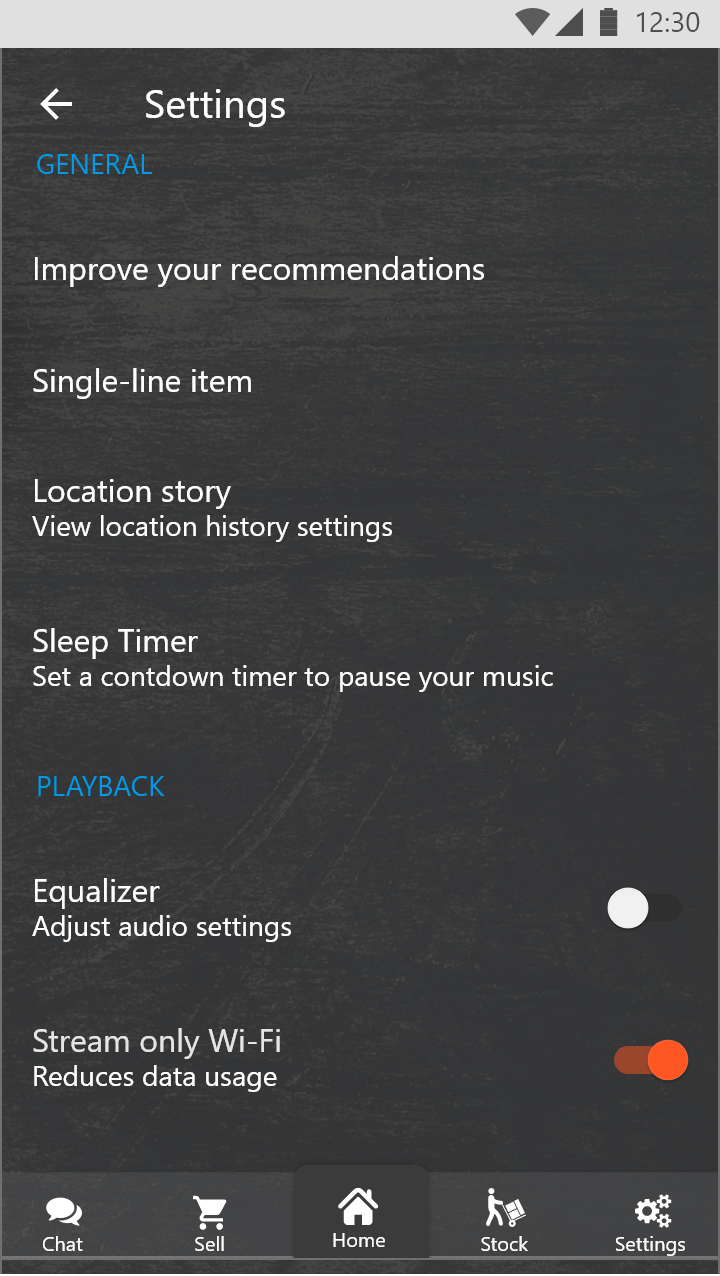 12:30
Settings
GENERAL
Improve your recommendations
Single-line item
Location story
View location history settings
Sleep Timer
Set a contdown timer to pause your music
PLAYBACK
Equalizer
Adjust audio settings
Stream only Wi-Fi
Reduces data usage
Chat Sell Home Stock Settings